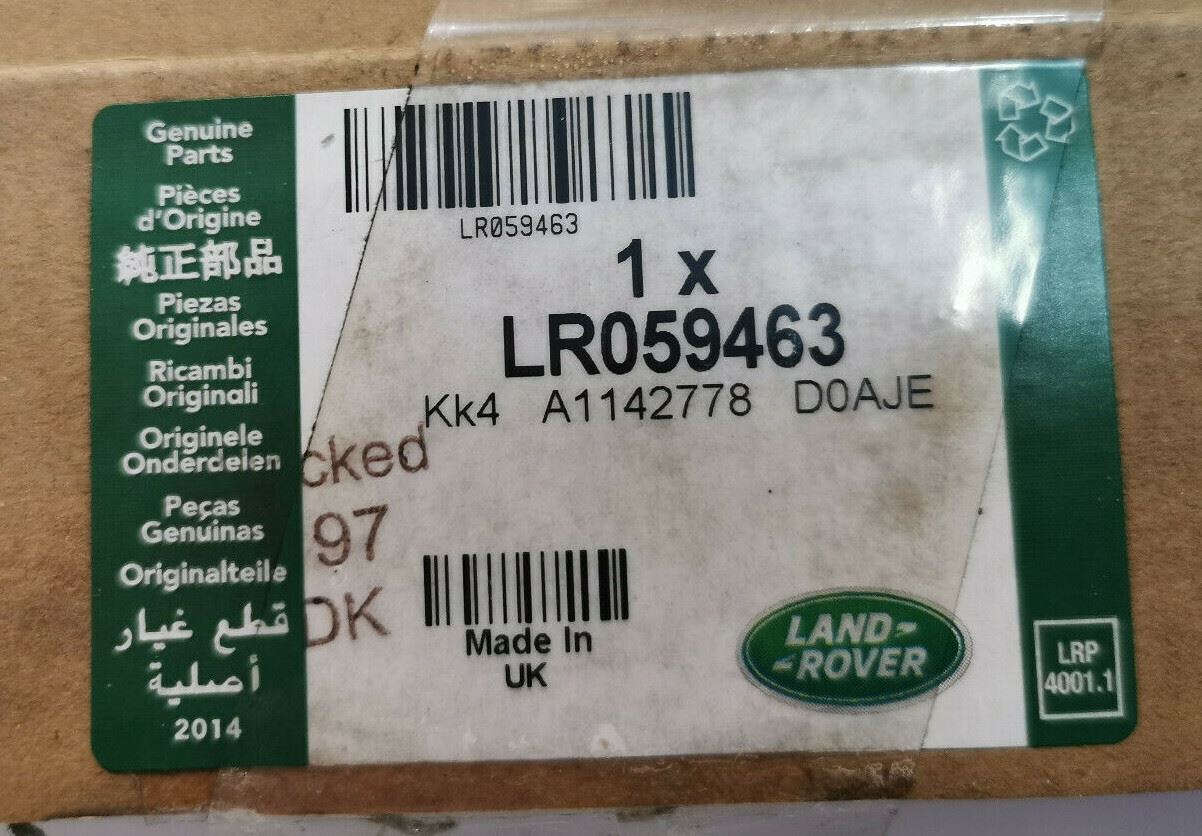 Genuine
Parts
Pièces
d'Origine
純正部品
Piezas
Originales
Ricambi
Originali
Originele
Onderdelen
Peças
Genuínas
Originalteile
قطع غيار
أصلية
2014
LR059463
1 x
LR059463
Kk4 A1142778 D0AJE
cked
97
OK
Made In
UK
LAND-
-ROVER
LRP
4001.1